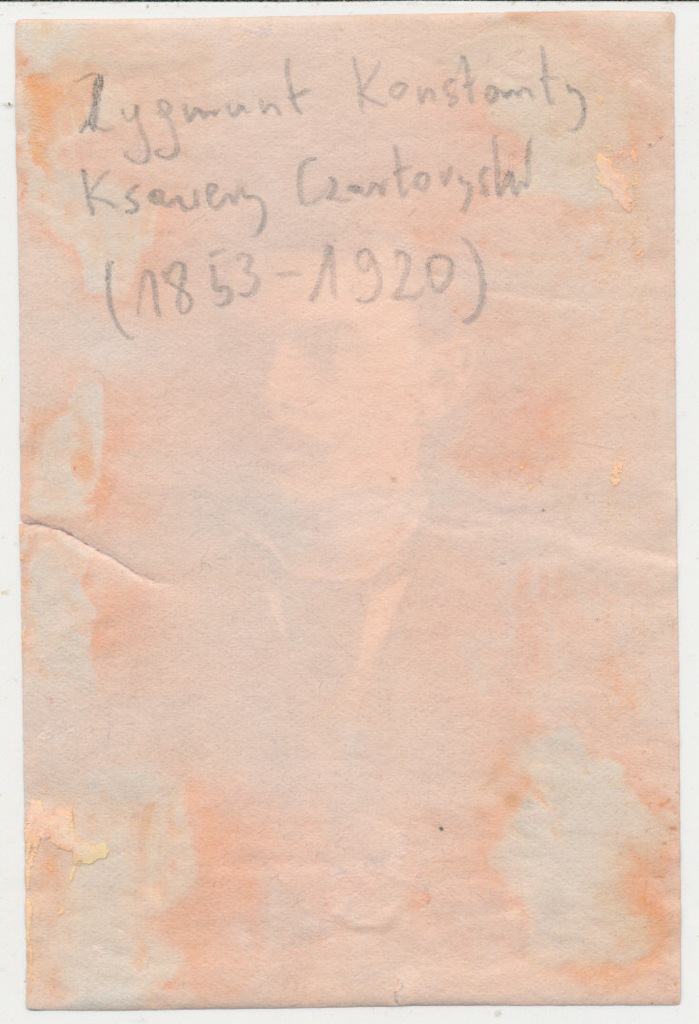 Zygmunt Konstanty
Ksawery Czartoryski
(1853-1920)